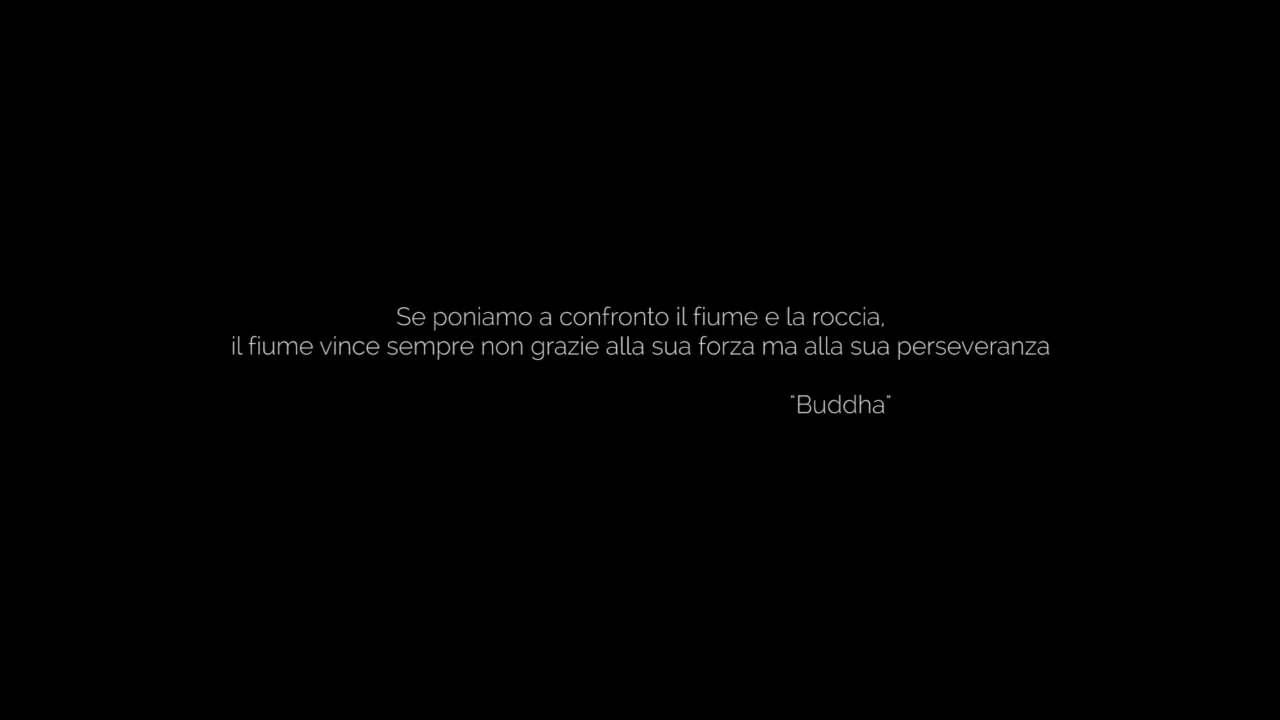 Se poniamo a confronto il fiume e la roccia,
il fiume vince sempre non grazie alla sua forza ma alla sua perseveranza
"Buddha"